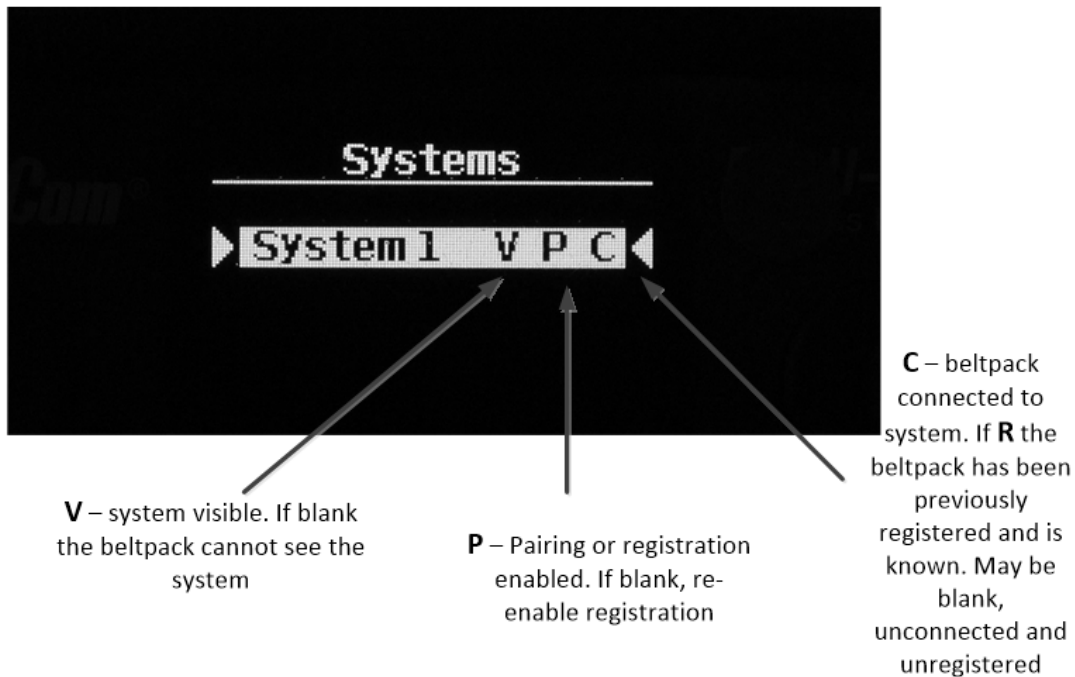 Systems
System1 V P C
V – system visible. If blank
the beltpack cannot see the
system
P – Pairing or registration
enabled. If blank, re-
enable registration
C – beltpack
connected to
system. If R the
beltpack has been
previously
registered and is
known. May be
blank,
unconnected and
unregistered